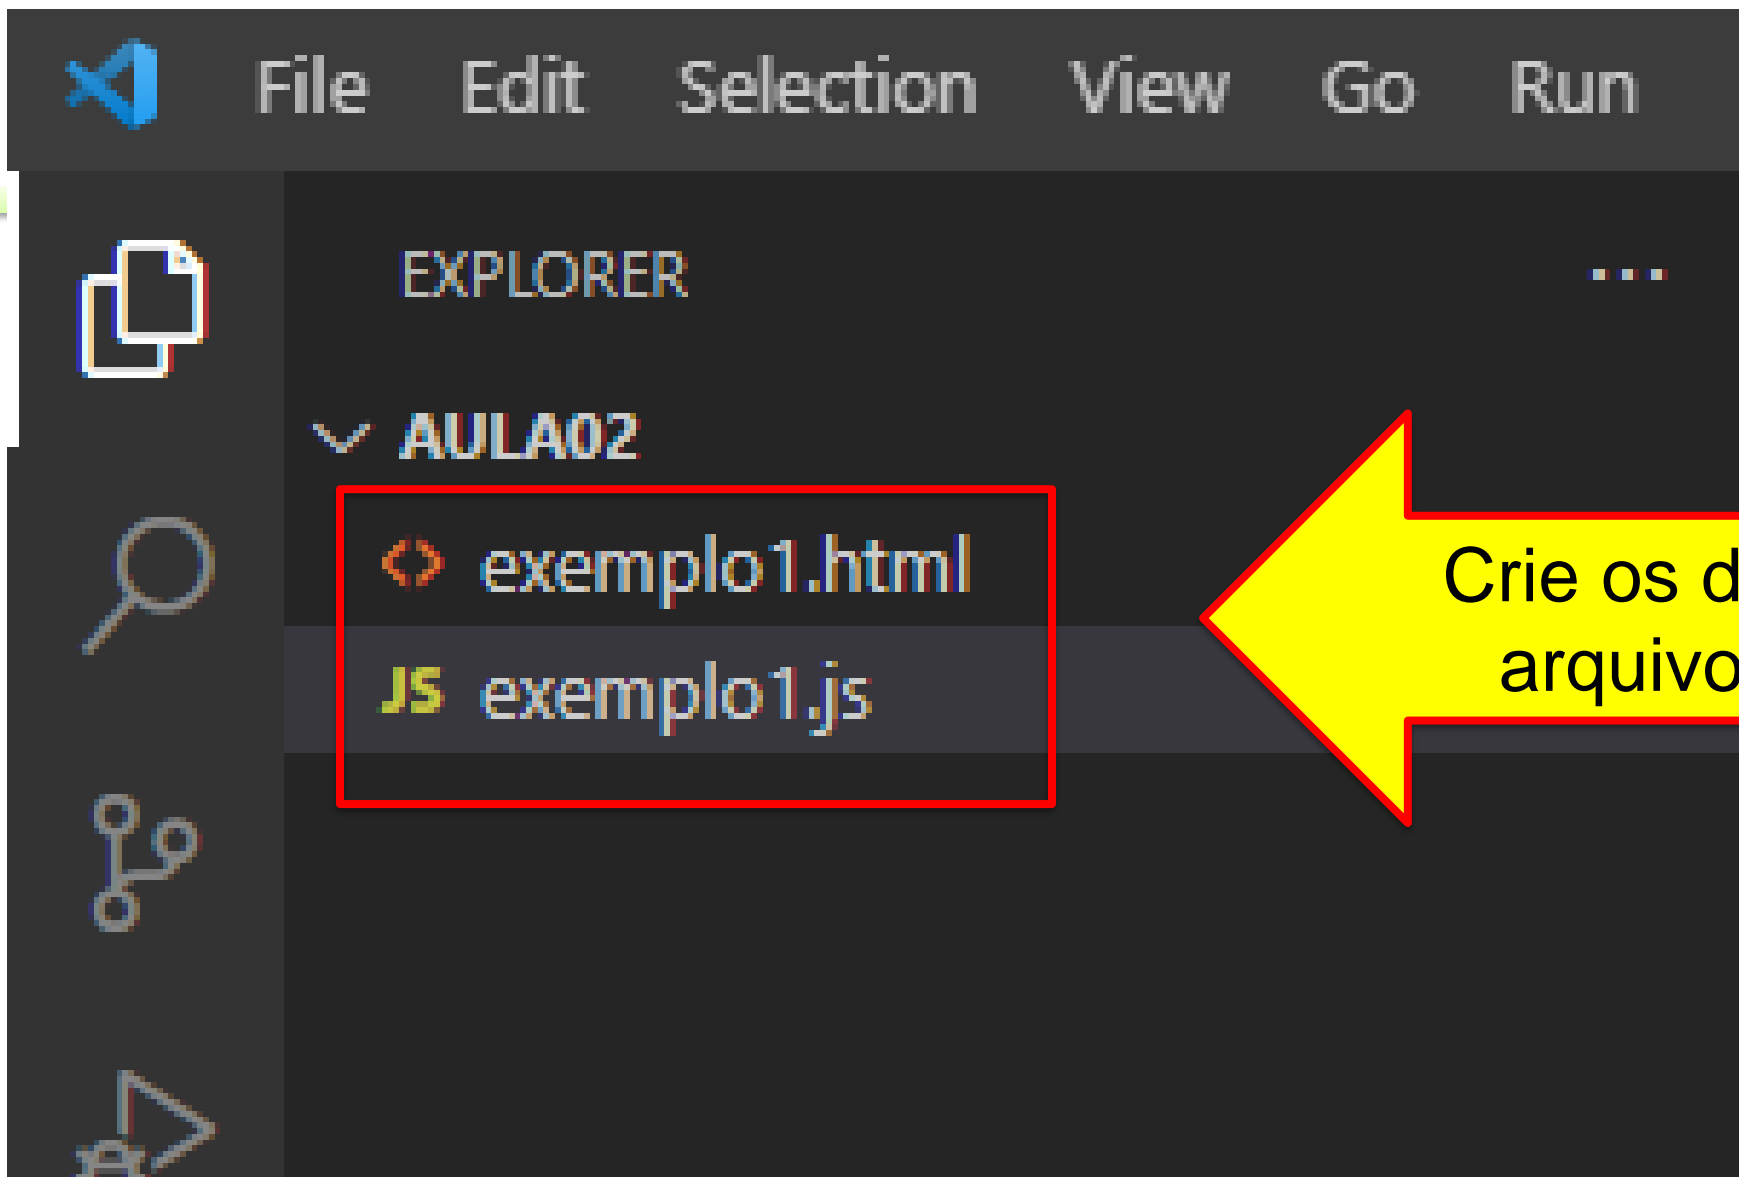 File Edit Selection View Go Run
EXPLORER ...
AULA02
exemplo1.html
JS exemplo1.js
Crie os d
arquivo